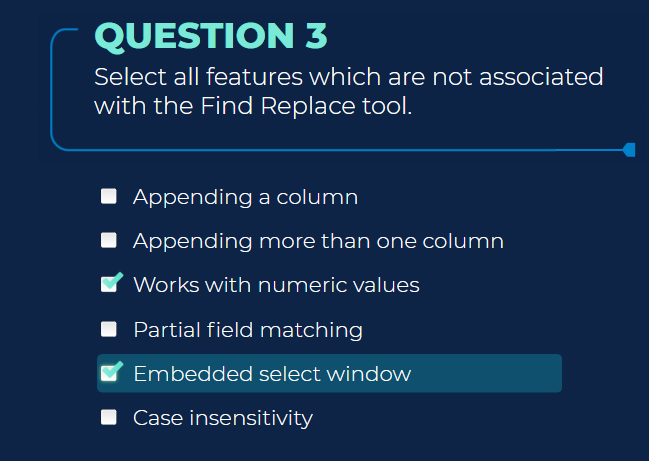 QUESTION 3
Select all features which are not associated
with the Find Replace tool.
Appending a column
Appending more than one column
Works with numeric values
Partial field matching
Embedded select window
Case insensitivity